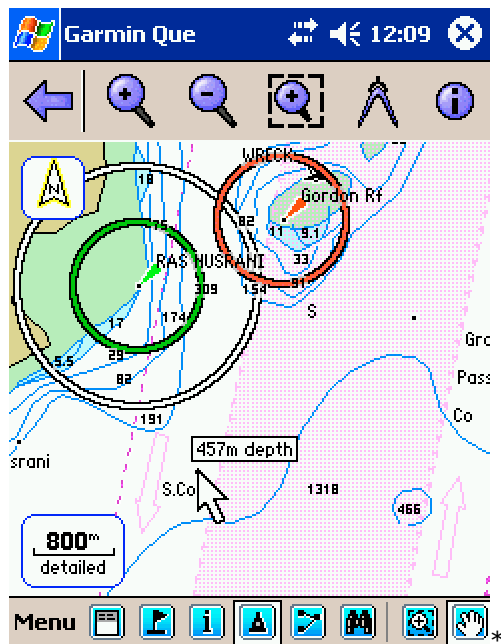 Garmin Que 12:09
WRECK
18
Gordon Rf
75
82
11
9.1
RAS NUSRANI
33
309
154
91
S
17
174
29
Grc
5.5
82
Pass
191
Co
457m depth
srani
S.Co
1318
466
800m
detailed
Menu